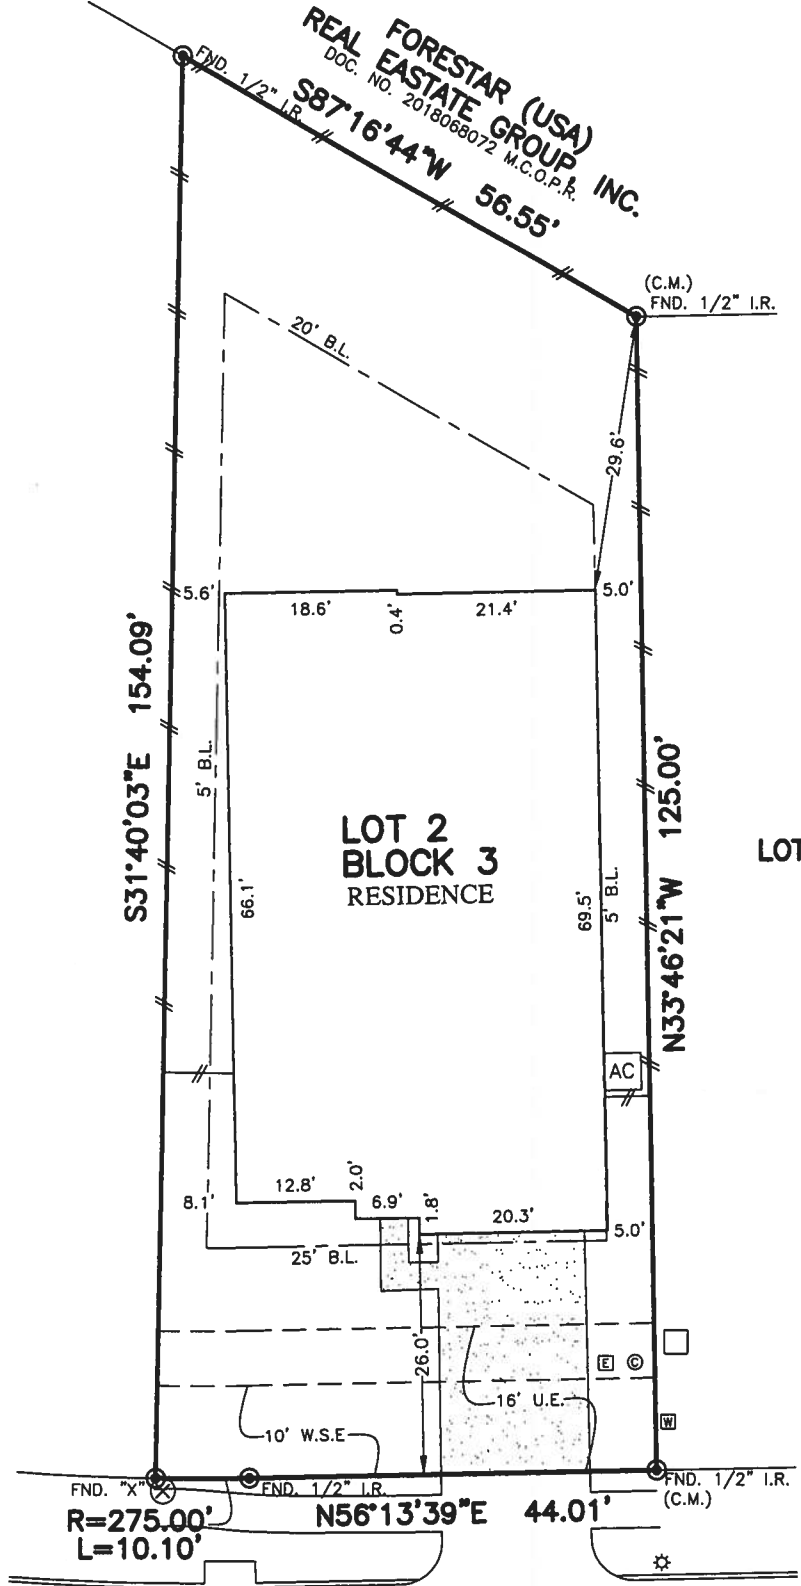 FORESTAR (USA)
REAL EASTATE GROUP, INC.
DOC. NO. 2018068072 M.C.O.P.R.
FND. 1/2" I.R.
S87°16'44"W 56.55'
(C.M.)
FND. 1/2" I.R.
20' B.L.
29.6'
5.6'
18.6'
0.4'
21.4'
5.0'
S31°40'03"E 154.09'
5' B.L.
N33°46'21"W 125.00'
LOT 2
BLOCK 3
RESIDENCE
LOT
66.1'
69.5'
5' B.L.
AC
12.8'
2.0'
8.1'
6.9'
1.8'
20.3'
5.0'
25' B.L.
26.0'
E
C
16' U.E.
W
10' W.S.E
FND. "X"
FND. 1/2" I.R.
FND. 1/2" I.R.
(C.M.)
R=275.00'
L=10.10'
N56°13'39"E 44.01'